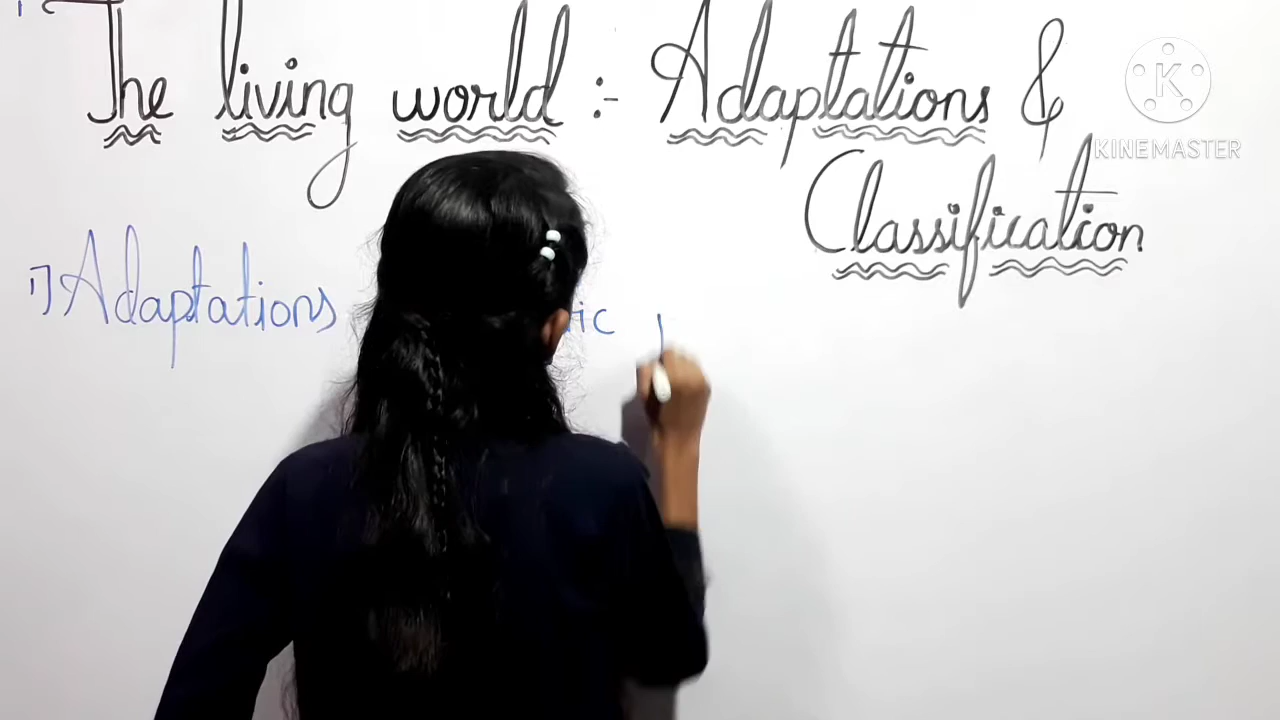 The living world :- Adaptations &
Classification
1) Adaptations
K
KINEMASTER